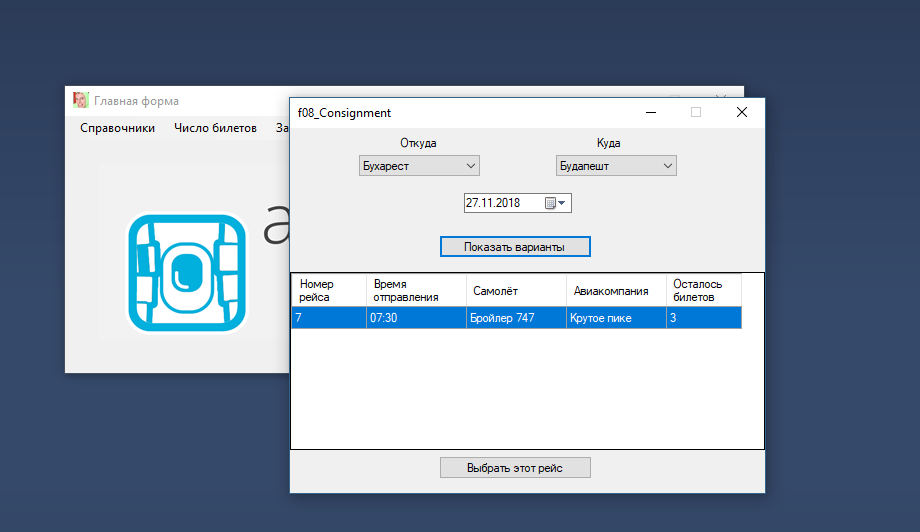 Главная форма
Справочники Число билетов За
а
f08_Consignment
Откуда Куда
Бухарест Будапешт
27.11.2018
Показать варианты
Номер рейса Время отправления Самолёт Авиакомпания Осталось билетов
7 07:30 Бройлер 747 Крутое пике 3
Выбрать этот рейс